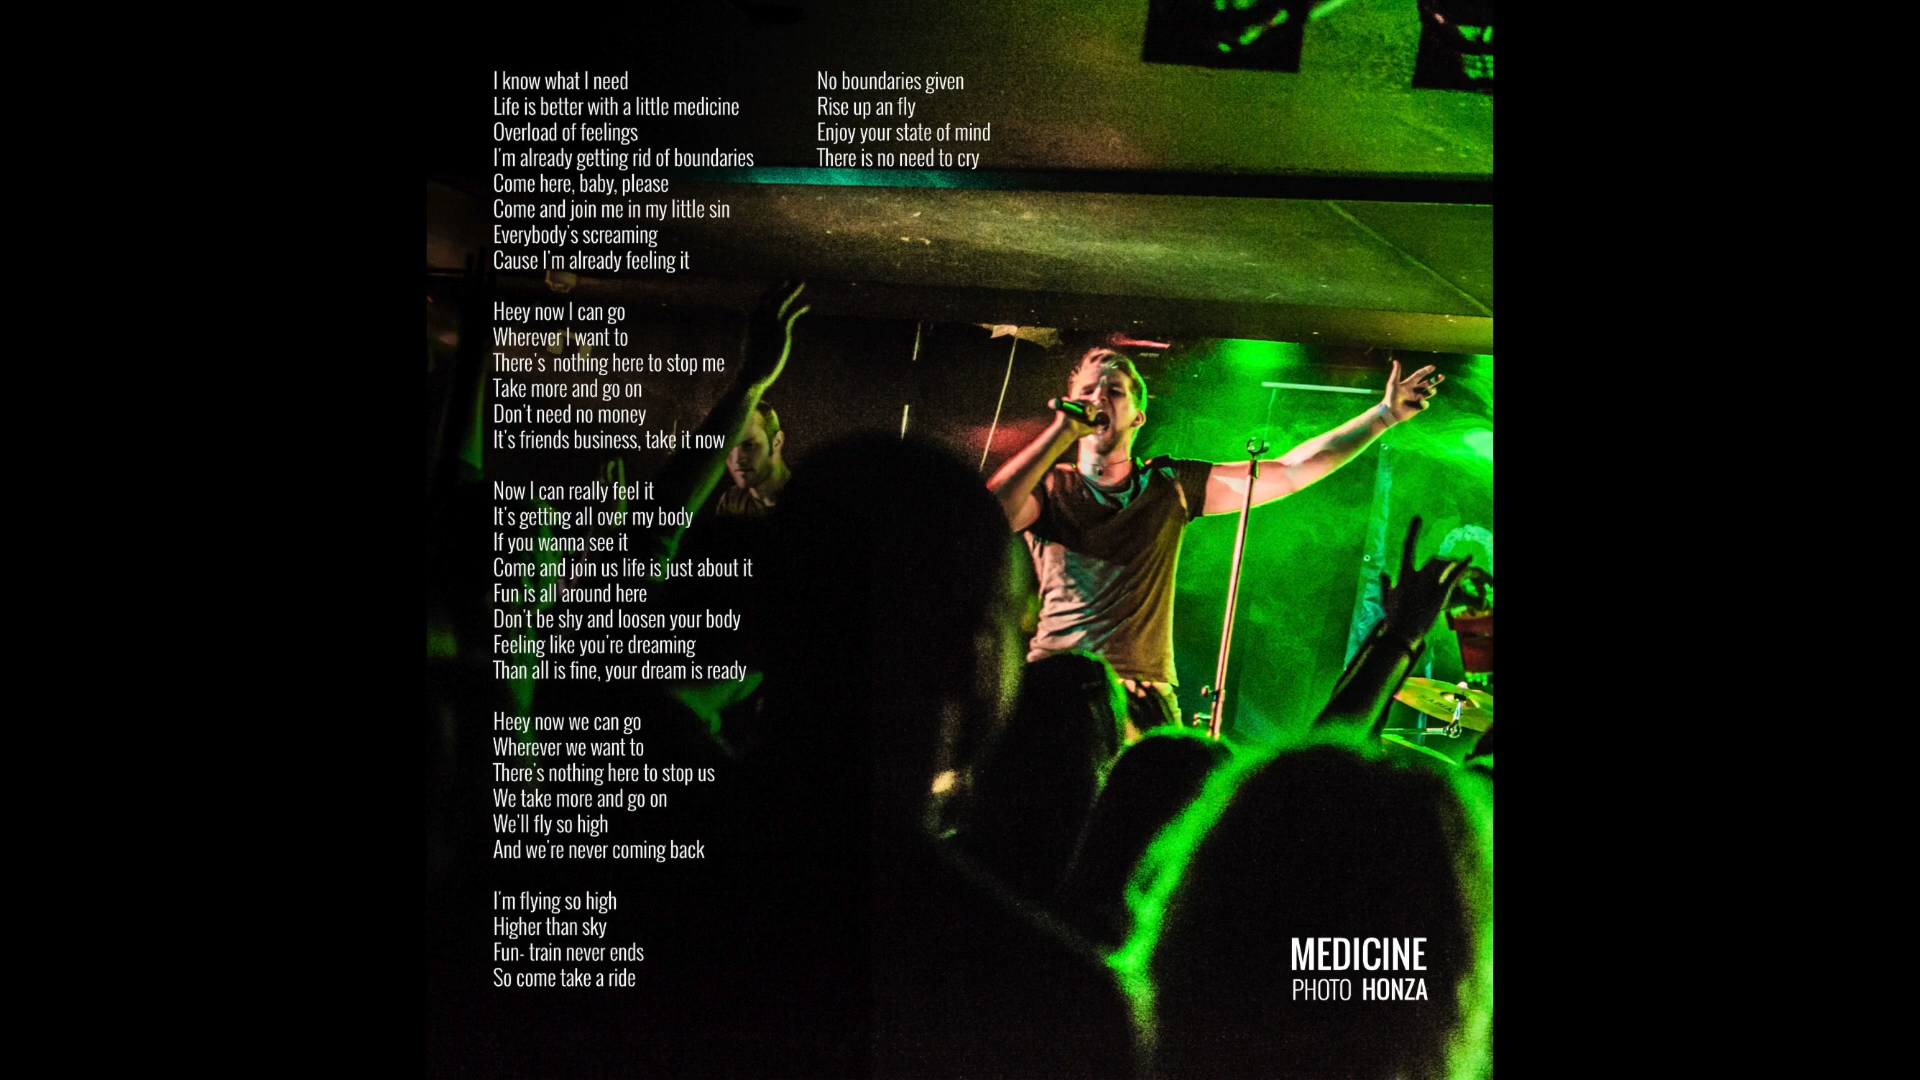 I know what I need
Life is better with a little medicine
Overload of feelings
I'm already getting rid of boundaries
Come here, baby, please
Come and join me in my little sin
Everybody's screaming
Cause I'm already feeling it
Heey now I can go
Wherever I want to
There's nothing here to stop me
Take more and go on
Don't need no money
It's friends business, take it now
Now I can really feel it
It's getting all over my body
If you wanna see it
Come and join us life is just about it
Fun is all around here
Don't be shy and loosen your body
Feeling like you're dreaming
Than all is fine, your dream is ready
Heey now we can go
Wherever we want to
There's nothing here to stop us
We take more and go on
We'll fly so high
And we're never coming back
I'm flying so high
Higher than sky
Fun- train never ends
So come take a ride
No boundaries given
Rise up an fly
Enjoy your state of mind
There is no need to cry
MEDICINE
PHOTO HONZA